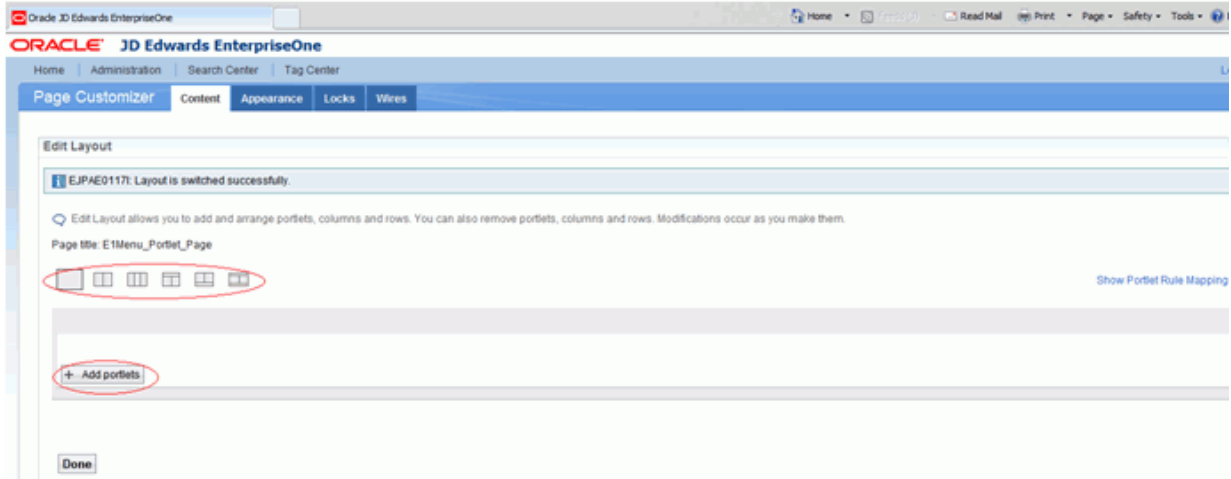 Oracle JD Edwards EnterpriseOne
Home Read Mail Print Page Safety Tools
ORACLE JD Edwards EnterpriseOne
Home Administration Search Center Tag Center
Page Customizer Content Appearance Locks Wires
Edit Layout
EJPAE0117I: Layout is switched successfully.
Edit Layout allows you to add and arrange portlets, columns and rows. You can also remove portlets, columns and rows. Modifications occur as you make them.
Page title: E1Menu_Portlet_Page
Show Portlet Rule Mapping
+ Add portlets
Done